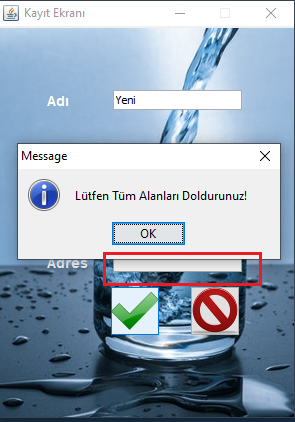 Kayıt Ekranı
Adı
Yeni
Message
Lütfen Tüm Alanları Doldurunuz!
OK
Adres